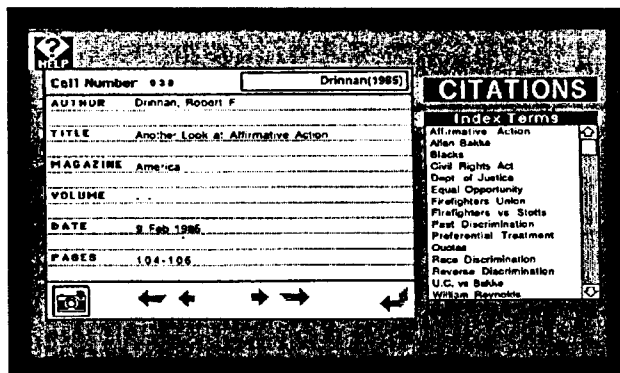 ?
HELP
Call Number 030 Drinnan(1985)
AUTHOR Drinnan, Robert F
TITLE Another Look at Affirmative Action
MAGAZINE America
VOLUME - -
DATE 9 Feb 1985
PAGES 104-106
CITATIONS
Index Terms
Affirmative Action
Allan Bakke
Blacks
Civil Rights Act
Dept of Justice
Equal Opportunity
Firefighters Union
Firefighters vs Stotts
Past Discrimination
Preferential Treatment
Quotas
Race Discrimination
Reverse Discrimination
U.C. vs Bakke
William Reynolds